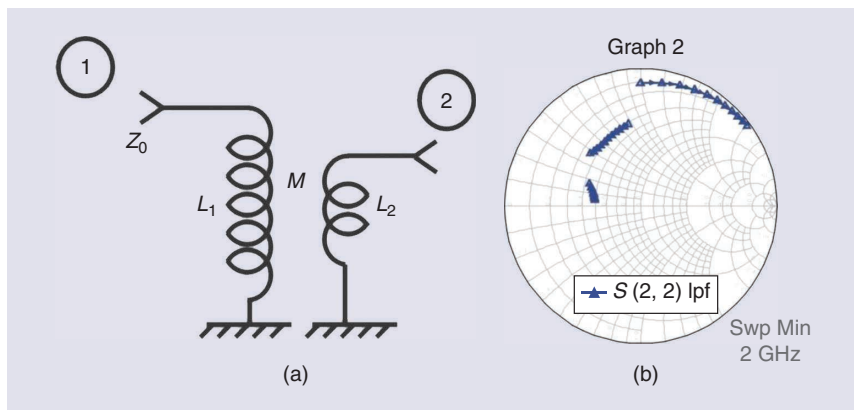 1
2
Z0
L1
M
L2
(a)
Graph 2
S (2, 2) lpf
Swp Min
2 GHz
(b)